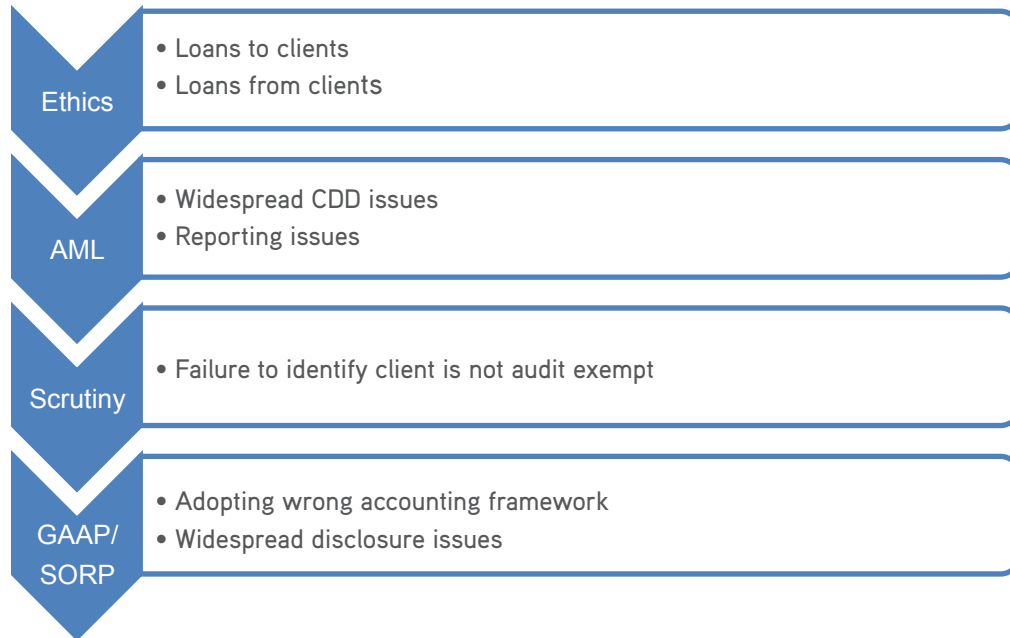 Ethics
• Loans to clients
• Loans from clients
AML
• Widespread CDD issues
• Reporting issues
Scrutiny
• Failure to identify client is not audit exempt
GAAP/
SORP
• Adopting wrong accounting framework
• Widespread disclosure issues